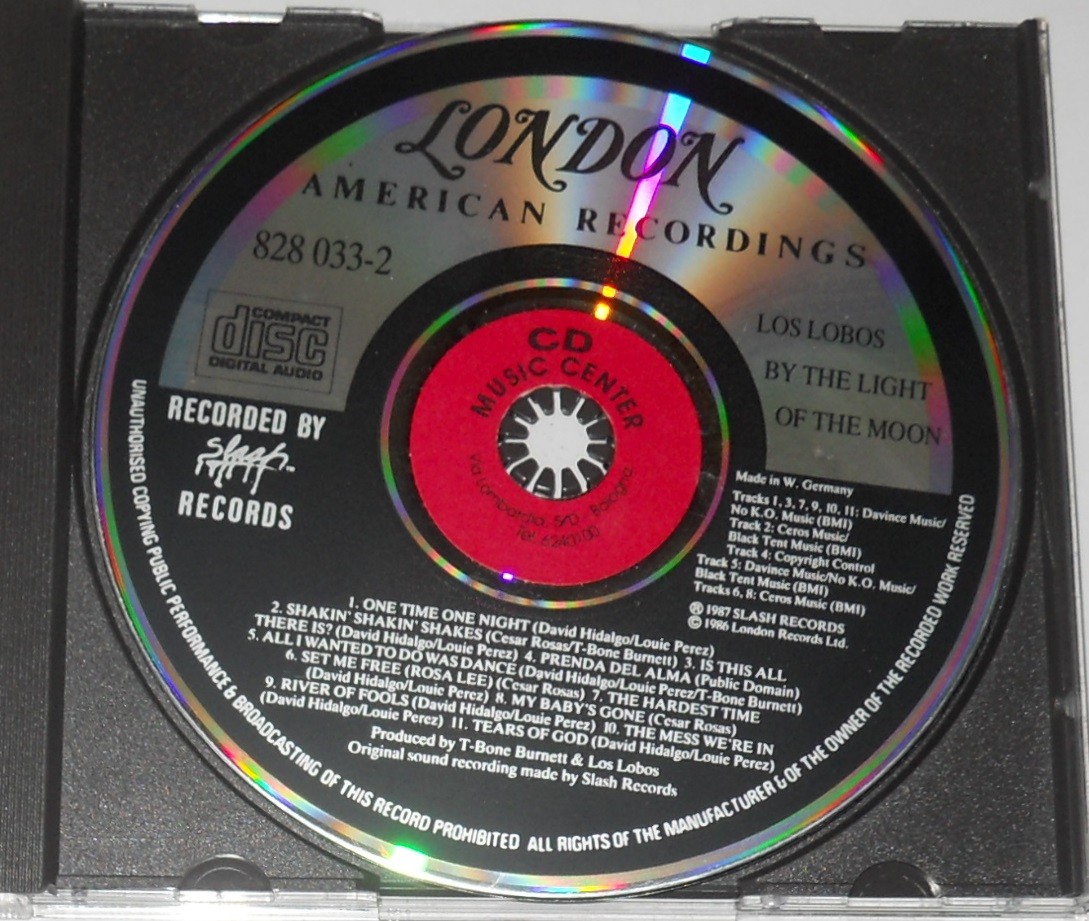 LONDON
AMERICAN RECORDINGS
828 033-2
COMPACT
disc
DIGITAL AUDIO
LOS LOBOS
BY THE LIGHT
OF THE MOON
CD
MUSIC CENTER
Via Lombardia, 5/D - Bologna
Tel. 6240100
RECORDED BY
Slash
TM
RECORDS
Made in W. Germany
Tracks 1, 3, 7, 9, 10, 11: Davince Music/
No K.O. Music (BMI)
Track 2: Ceros Music/
Black Tent Music (BMI)
Track 4: Copyright Control
Track 5: Davince Music/No K.O. Music/
Black Tent Music (BMI)
Tracks 6, 8: Ceros Music (BMI)
℗ 1987 SLASH RECORDS
© 1986 London Records Ltd.
1. ONE TIME ONE NIGHT (David Hidalgo/Louie Perez)
2. SHAKIN' SHAKIN' SHAKES (Cesar Rosas/T-Bone Burnett) 3. IS THIS ALL
THERE IS? (David Hidalgo/Louie Perez) 4. PRENDA DEL ALMA (Public Domain)
5. ALL I WANTED TO DO WAS DANCE (David Hidalgo/Louie Perez/T-Bone Burnett)
6. SET ME FREE (ROSA LEE) (Cesar Rosas) 7. THE HARDEST TIME
(David Hidalgo/Louie Perez) 8. MY BABY'S GONE (Cesar Rosas)
9. RIVER OF FOOLS (David Hidalgo/Louie Perez) 10. THE MESS WE'RE IN
(David Hidalgo/Louie Perez) 11. TEARS OF GOD (David Hidalgo/Louie Perez)
Produced by T-Bone Burnett & Los Lobos
Original sound recording made by Slash Records
UNAUTHORISED COPYING PUBLIC PERFORMANCE & BROADCASTING OF THIS RECORD PROHIBITED ALL RIGHTS OF THE MANUFACTURER & OF THE OWNER OF THE RECORDED WORK RESERVED